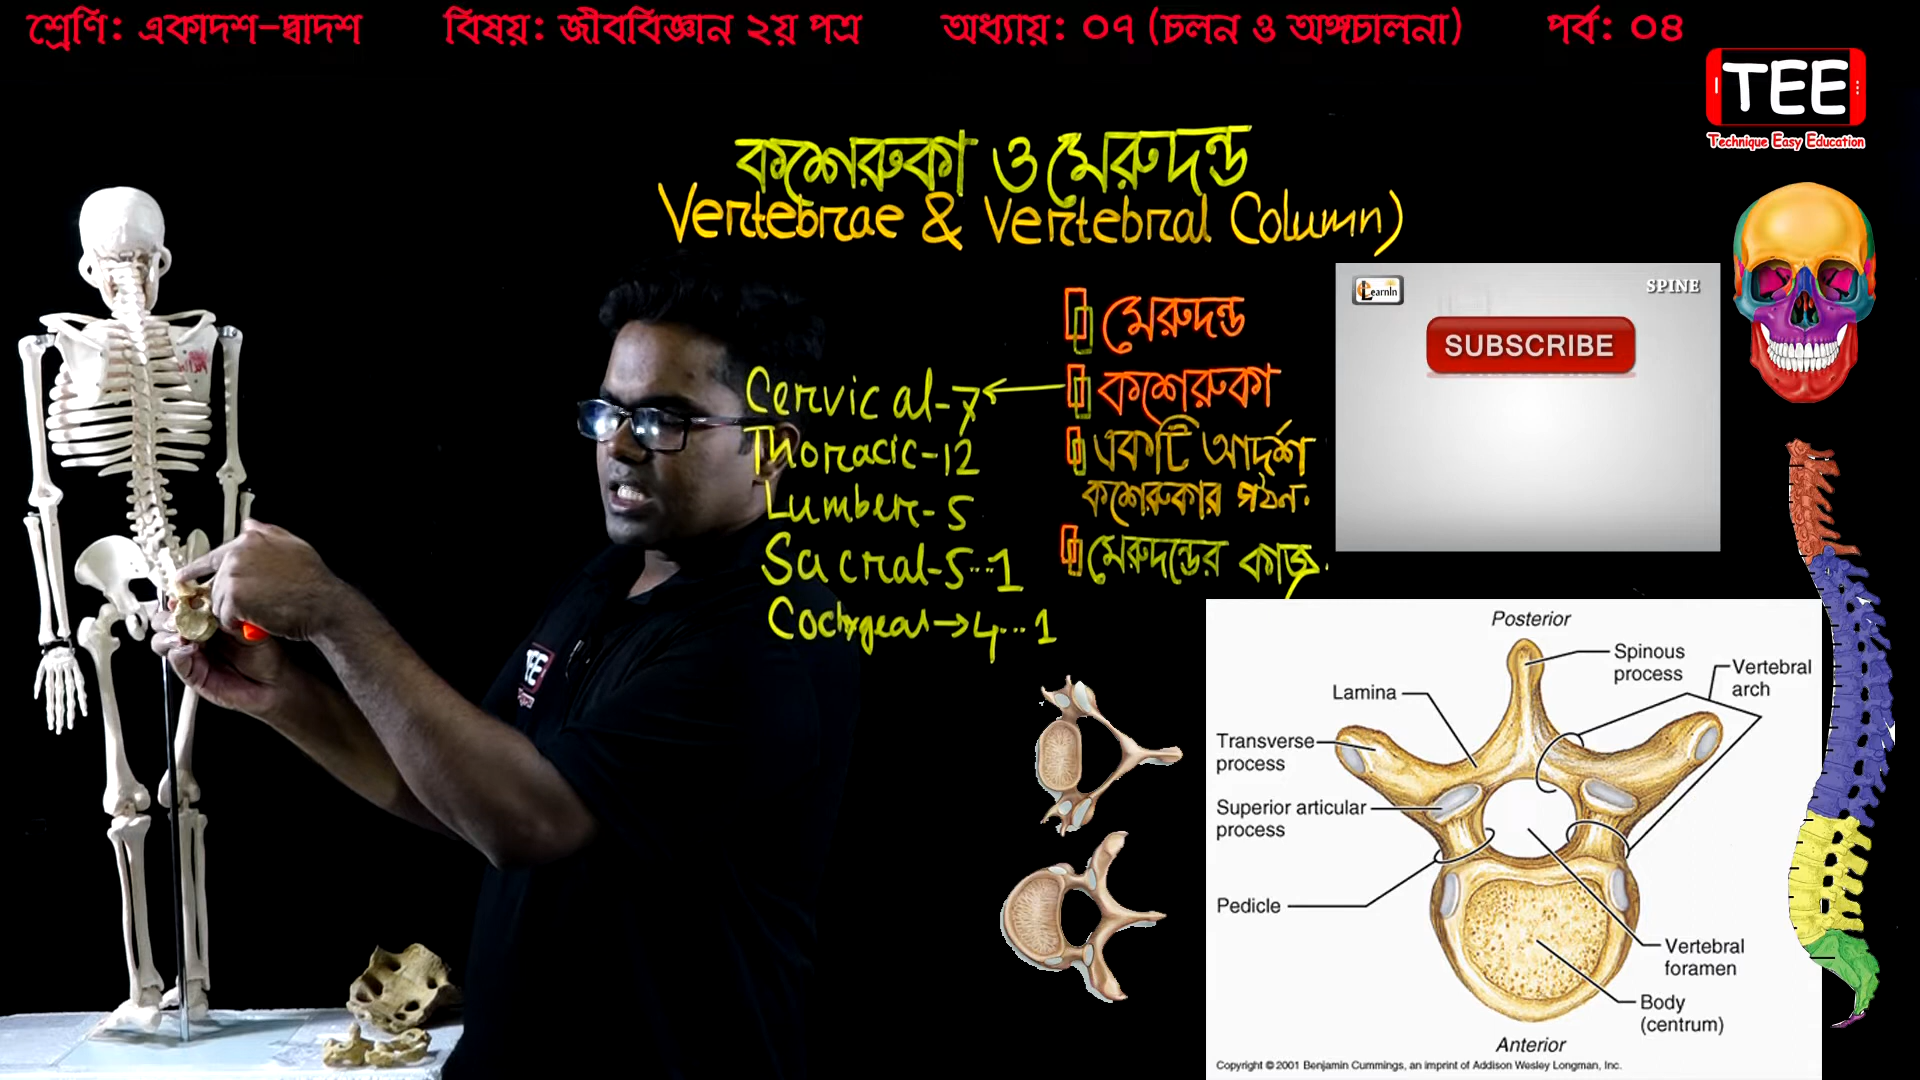 শ্রেণি: একাদশ-দ্বাদশ বিষয়: জীববিজ্ঞান ২য় পত্র অধ্যায়: ০৭ (চলন ও অঙ্গচালনা) পর্ব: ০৪
TEE
Technique Easy Education
কশেরুকা ও মেরুদন্ড
Vertebrae & Vertebral Column)
মেরুদন্ড
কশেরুকা
একটি আদর্শ
কশেরুকার গঠন.
মেরুদন্ডের কাজ.
Cervical-7
Thoracic-12
Lumber-5
Sacral-5...1
Cochygeal→4...1
LearnIn
SPINE
SUBSCRIBE
TEE
Posterior
Spinous
process
Vertebral
arch
Lamina
Transverse
process
Superior articular
process
Pedicle
Vertebral
foramen
Body
(centrum)
Anterior
Copyright © 2001 Benjamin Cummings, an imprint of Addison Wesley Longman, Inc.